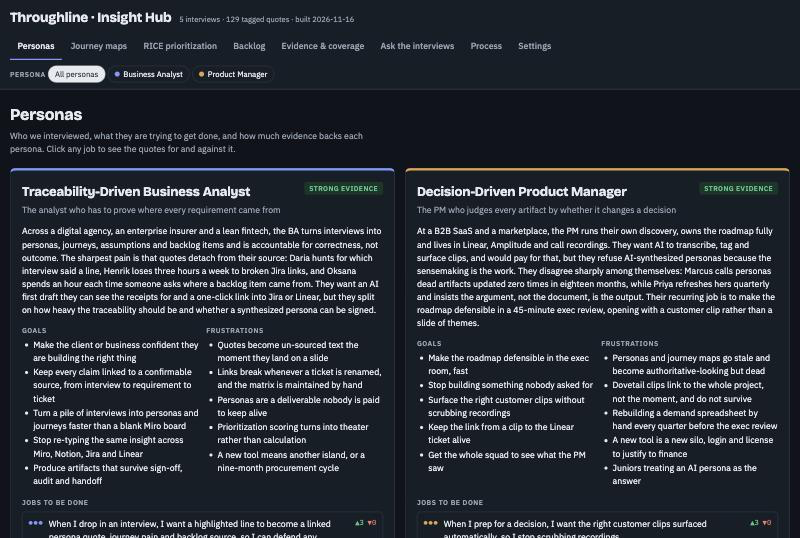 Throughline · Insight Hub 5 interviews · 129 tagged quotes · built 2026-11-16
Personas Journey maps RICE prioritization Backlog Evidence & coverage Ask the interviews Process Settings
PERSONA All personas Business Analyst Product Manager
Personas
Who we interviewed, what they are trying to get done, and how much evidence backs each
persona. Click any job to see the quotes for and against it.
Traceability-Driven Business Analyst STRONG EVIDENCE
The analyst who has to prove where every requirement came from
Across a digital agency, an enterprise insurer and a lean fintech, the BA turns interviews into
personas, journeys, assumptions and backlog items and is accountable for correctness, not
outcome. The sharpest pain is that quotes detach from their source: Daria hunts for which
interview said a line, Henrik loses three hours a week to broken Jira links, and Oksana
spends an hour each time someone asks where a backlog item came from. They want an AI
first draft they can see the receipts for and a one-click link into Jira or Linear, but they split
on how heavy the traceability should be and whether a synthesized persona can be signed.
GOALS
Make the client or business confident they
are building the right thing
Keep every claim linked to a confirmable
source, from interview to requirement to
ticket
Turn a pile of interviews into personas and
journeys faster than a blank Miro board
Stop re-typing the same insight across
Miro, Notion, Jira and Linear
Produce artifacts that survive sign-off,
audit and handoff
FRUSTRATIONS
Quotes become un-sourced text the
moment they land on a slide
Links break whenever a ticket is renamed,
and the matrix is maintained by hand
Personas are a deliverable nobody is paid
to keep alive
Prioritization scoring turns into theater
rather than calculation
A new tool means another island, or a
nine-month procurement cycle
JOBS TO BE DONE
When I drop in an interview, I want a highlighted line to become a linked ▲3 ▼0
persona quote, journey pain and backlog source, so I can defend any
Decision-Driven Product Manager STRONG EVIDENCE
The PM who judges every artifact by whether it changes a decision
At a B2B SaaS and a marketplace, the PM runs their own discovery, owns the roadmap fully
and lives in Linear, Amplitude and call recordings. They want AI to transcribe, tag and
surface clips, and would pay for that, but they refuse AI-synthesized personas because the
sensemaking is the work. They disagree sharply among themselves: Marcus calls personas
dead artifacts updated zero times in eighteen months, while Priya refreshes hers quarterly
and insists the argument, not the document, is the output. Their recurring job is to make the
roadmap defensible in a 45-minute exec review, opening with a customer clip rather than a
slide of themes.
GOALS
Make the roadmap defensible in the exec
room, fast
Stop building something nobody asked for
Surface the right customer clips without
scrubbing recordings
Keep the link from a clip to the Linear
ticket alive
Get the whole squad to see what the PM
saw
FRUSTRATIONS
Personas and journey maps go stale and
become authoritative-looking but dead
Dovetail clips link to the whole project,
not the moment, and do not survive
Rebuilding a demand spreadsheet by
hand every quarter before the exec review
A new tool is a new silo, login and license
to justify to finance
Juniors treating an AI persona as the
answer
JOBS TO BE DONE
When I prep for a decision, I want the right customer clips surfaced ▲3 ▼0
automatically, so I stop scrubbing recordings